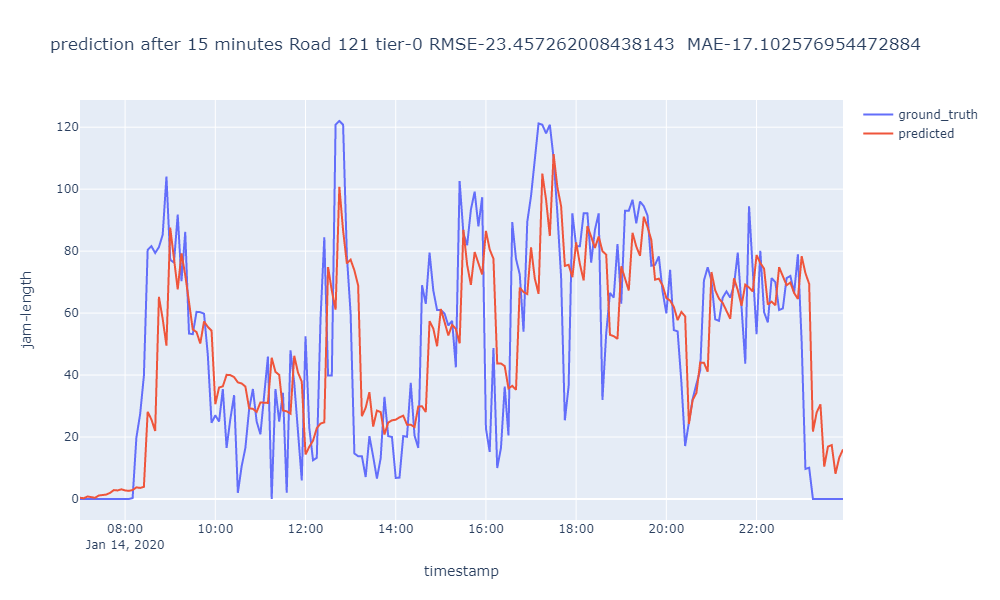 prediction after 15 minutes Road 121 tier-0 RMSE-23.457262008438143 MAE-17.102576954472884
ground_truth
predicted
120
100
80
60
40
20
0
jam-length
08:00 10:00 12:00 14:00 16:00 18:00 20:00 22:00
Jan 14, 2020
timestamp